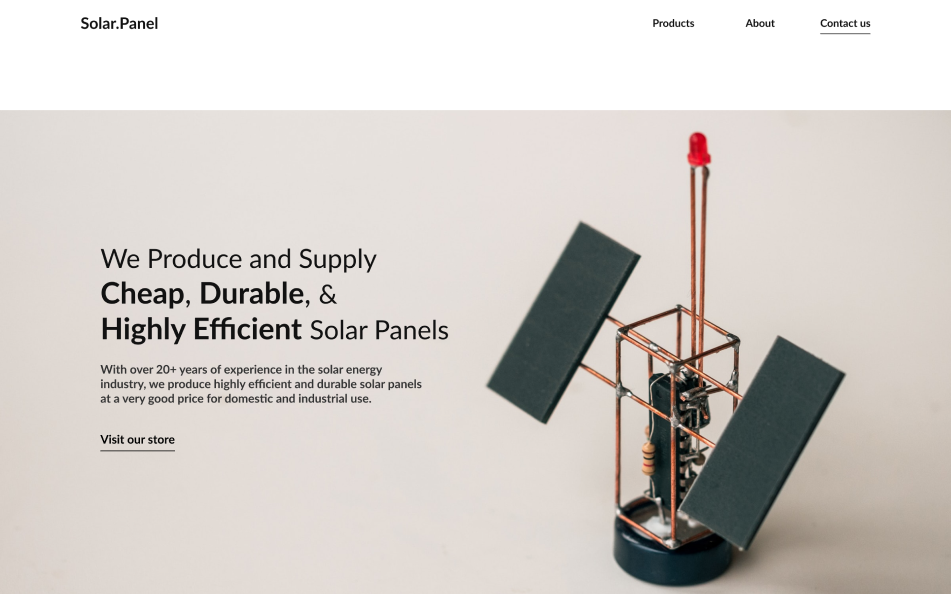 Solar.Panel
Products About Contact us
We Produce and Supply
Cheap, Durable, &
Highly Efficient Solar Panels
With over 20+ years of experience in the solar energy
industry, we produce highly efficient and durable solar panels
at a very good price for domestic and industrial use.
Visit our store